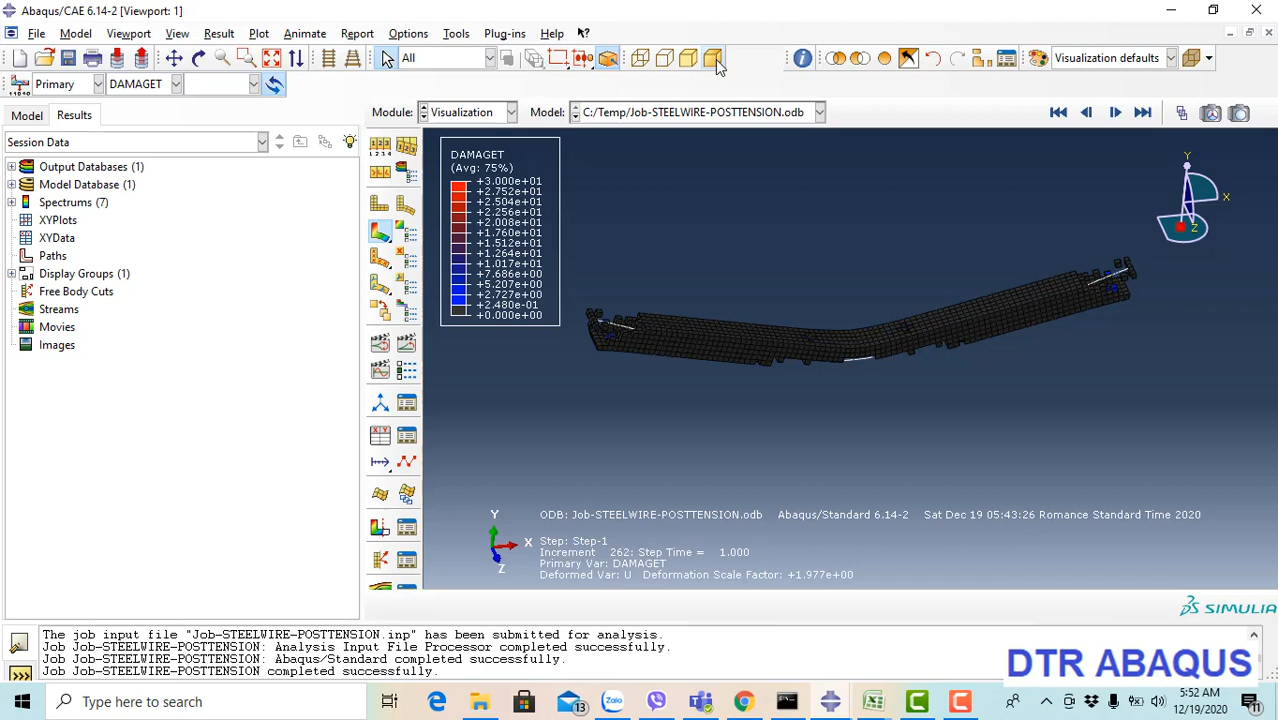 Abaqus/CAE 6.14-2 [Viewport: 1]
File Model Viewport View Result Plot Animate Report Options Tools Plug-ins Help
All
Visualization defaults
Primary DAMAGET
Model Results
Module: Visualization Model: C:/Temp/Job-STEELWIRE-POSTTENSION.odb
Session Data
Output Databases (1)
Model Database (1)
Spectrums (7)
XYPlots
XYData
Paths
Display Groups (1)
Free Body Cuts
Streams
Movies
Images
DAMAGET
(Avg: 75%)
+3.000e+01
+2.752e+01
+2.504e+01
+2.256e+01
+2.008e+01
+1.760e+01
+1.512e+01
+1.264e+01
+1.017e+01
+7.686e+00
+5.207e+00
+2.727e+00
+2.480e-01
+0.000e+00
Y
X
Z
ODB: Job-STEELWIRE-POSTTENSION.odb Abaqus/Standard 6.14-2 Sat Dec 19 05:43:26 Romance Standard Time 2020
Y
X
Z
Step: Step-1
Increment 262: Step Time = 1.000
Primary Var: DAMAGET
Deformed Var: U Deformation Scale Factor: +1.977e+00
SIMULIA
The job input file "Job-STEELWIRE-POSTTENSION.inp" has been submitted for analysis.
Job Job-STEELWIRE-POSTTENSION: Analysis Input File Processor completed successfully.
Job Job-STEELWIRE-POSTTENSION: Abaqus/Standard completed successfully.
Job Job-STEELWIRE-POSTTENSION completed successfully.
DTR ABAQUS
Type here to search
13
Zalo
5:52 AM
12/19/2020
11